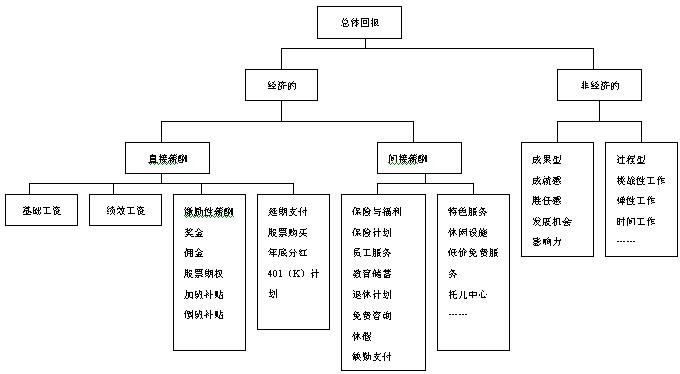 总体回报
经济的
非经济的
直接薪酬
间接薪酬
基础工资
绩效工资
激励性薪酬
奖金
佣金
股票期权
加班补贴
倒班补贴
延期支付
股票购买
年底分红
401（K）计
划
保险与福利
保险计划
员工服务
教育储蓄
退休计划
免费咨询
休假
缺勤支付
特色服务
休闲设施
低价免费服
务
托儿中心
……
成果型
成就感
胜任感
发展机会
影响力
过程型
挑战性工作
弹性工作
时间工作
……